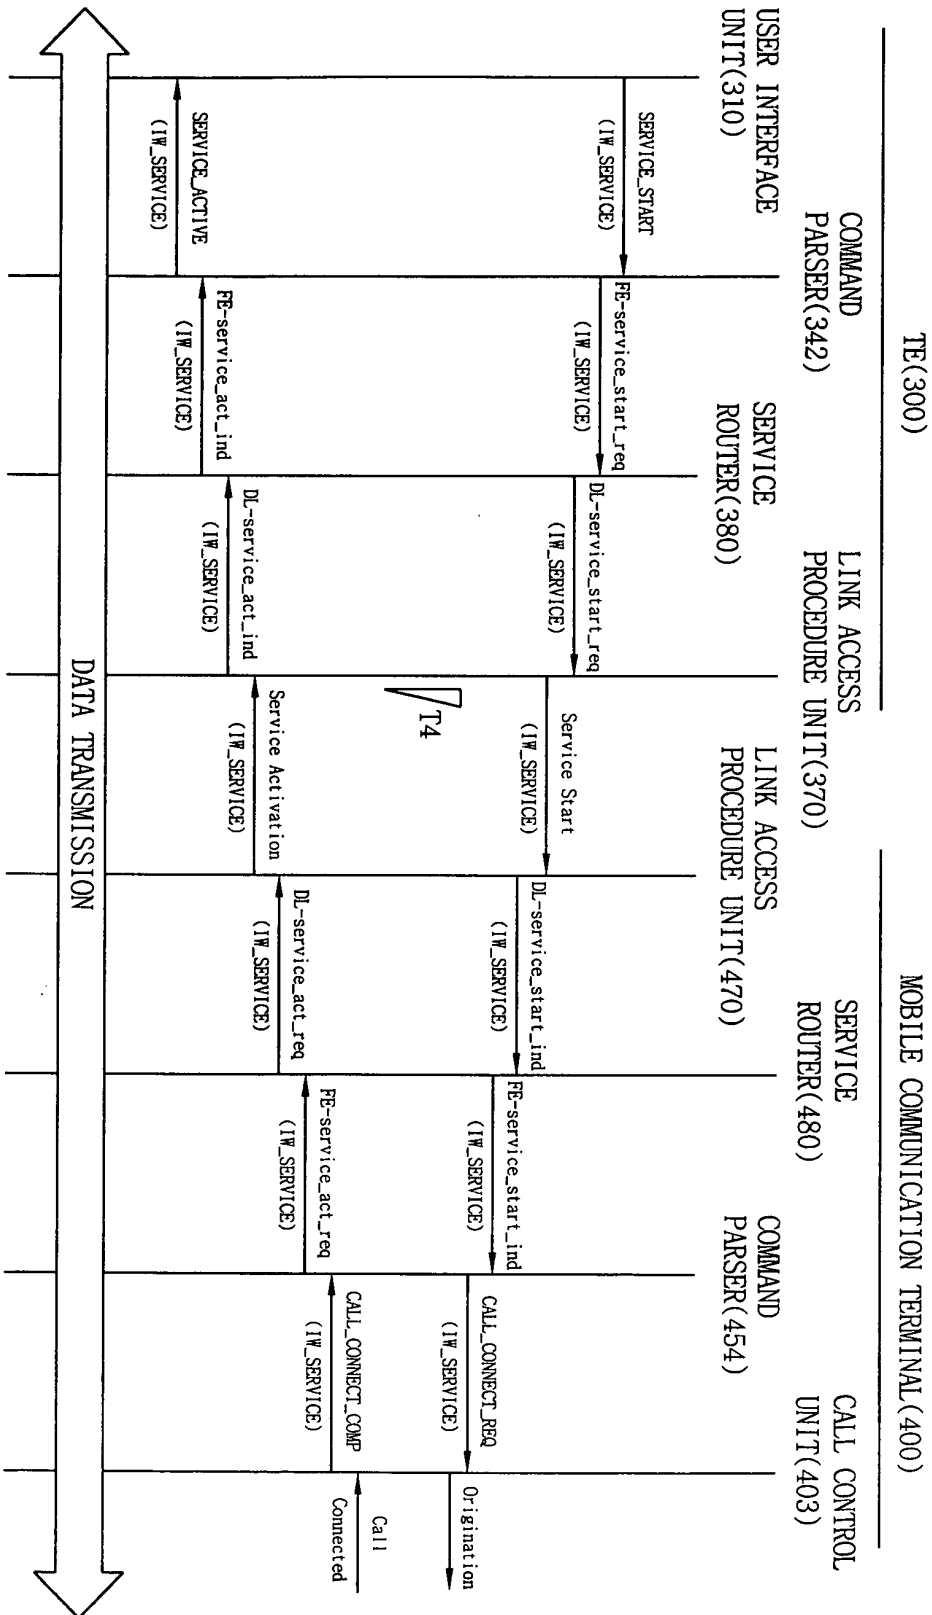 TE(300)
MOBILE COMMUNICATION TERMINAL(400)
USER INTERFACE
UNIT(310)
COMMAND
PARSER(342)
SERVICE
ROUTER(380)
LINK ACCESS
PROCEDURE UNIT(370)
LINK ACCESS
PROCEDURE UNIT(470)
SERVICE
ROUTER(480)
COMMAND
PARSER(454)
CALL CONTROL
UNIT(403)
SERVICE_START
(IW_SERVICE)
FE-service_start_req
(IW_SERVICE)
DL-service_start_req
(IW_SERVICE)
Service Start
(IW_SERVICE)
DL-service_start_ind
(IW_SERVICE)
FE-service_start_ind
(IW_SERVICE)
CALL_CONNECT_REQ
(IW_SERVICE)
Origination
T4
Call
Connected
CALL_CONNECT_COMP
(IW_SERVICE)
FE-service_act_req
(IW_SERVICE)
DL-service_act_req
(IW_SERVICE)
Service Activation
(IW_SERVICE)
DL-service_act_ind
(IW_SERVICE)
FE-service_act_ind
(IW_SERVICE)
SERVICE_ACTIVE
(IW_SERVICE)
DATA TRANSMISSION